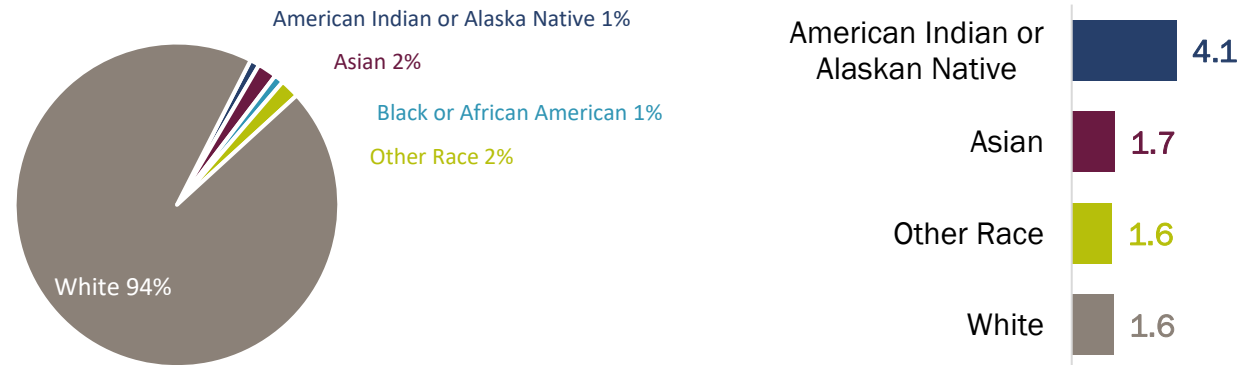 American Indian or Alaska Native 1%
Asian 2%
Black or African American 1%
Other Race 2%
White 94%
American Indian or
Alaskan Native
4.1
Asian
1.7
Other Race
1.6
White
1.6